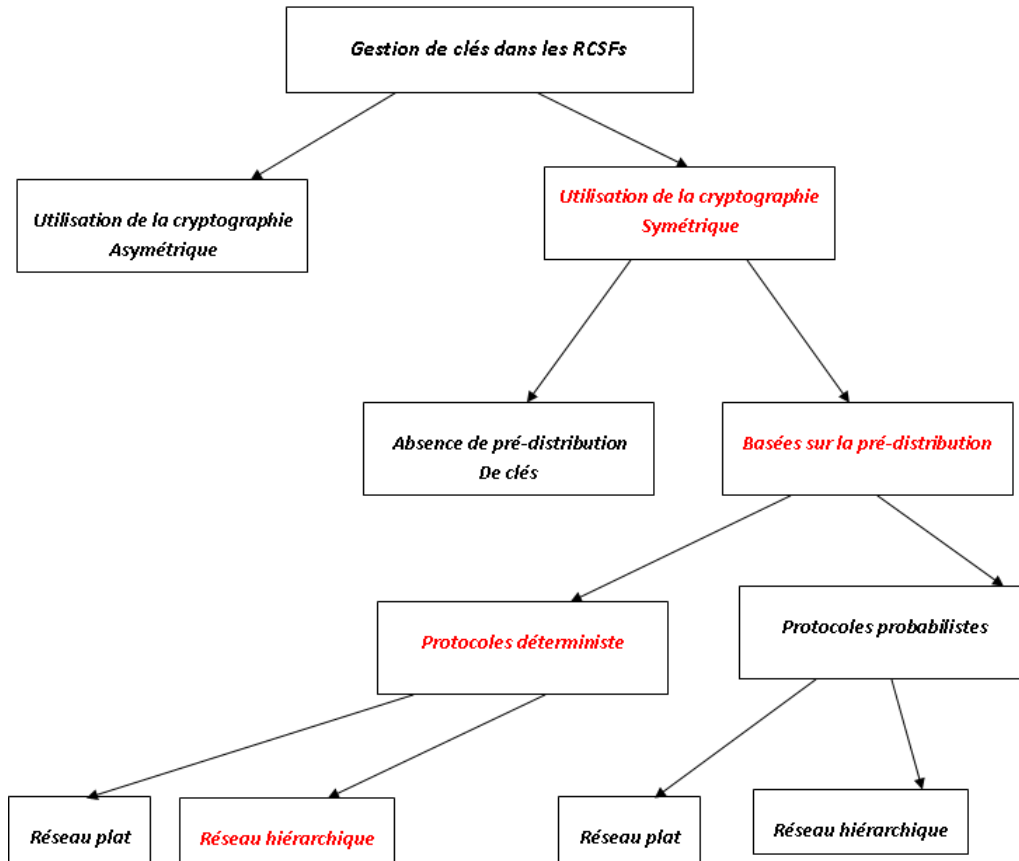 Gestion de clés dans les RCSFs
Utilisation de la cryptographie
Asymétrique
Utilisation de la cryptographie
Symétrique
Absence de pré-distribution
De clés
Basées sur la pré-distribution
Protocoles déterministe
Protocoles probabilistes
Réseau plat
Réseau hiérarchique
Réseau plat
Réseau hiérarchique